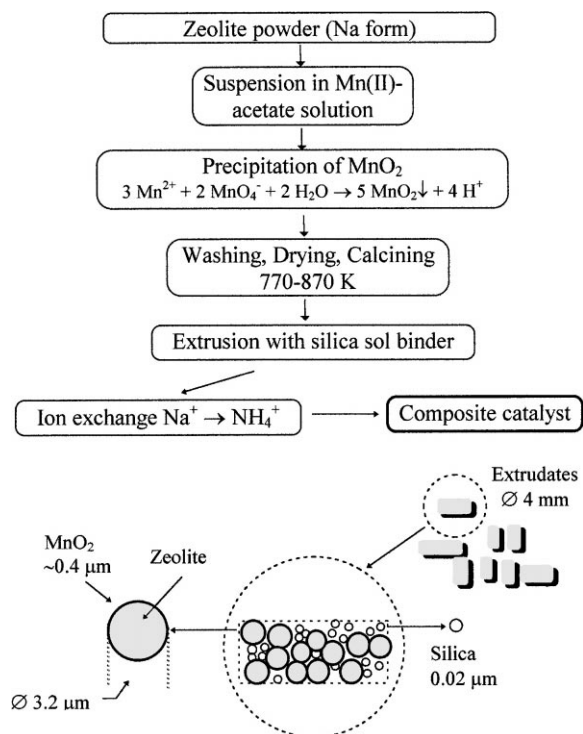 Zeolite powder (Na form)
Suspension in Mn(II)-
acetate solution
Precipitation of MnO₂
3 Mn²⁺ + 2 MnO₄⁻ + 2 H₂O → 5 MnO₂↓ + 4 H⁺
Washing, Drying, Calcining
770-870 K
Extrusion with silica sol binder
Ion exchange Na⁺ → NH₄⁺
Composite catalyst
Extrudates
∅ 4 mm
MnO₂
~0.4 µm
Zeolite
Silica
0.02 µm
∅ 3.2 µm